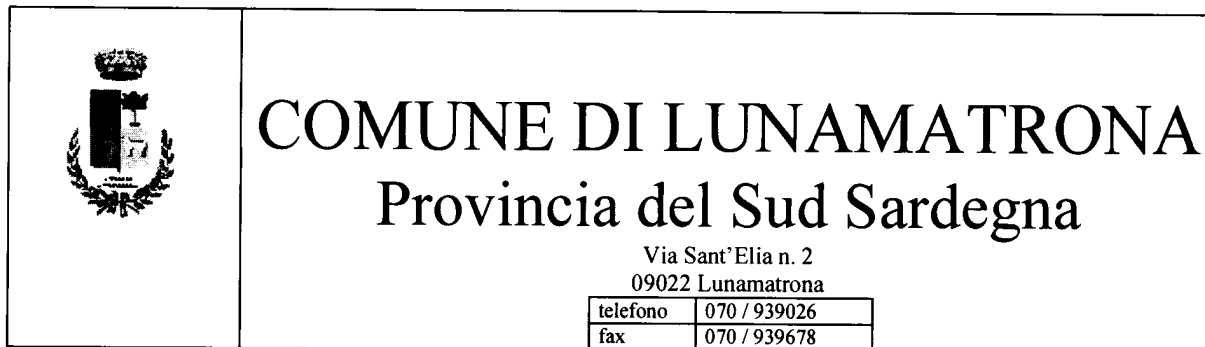 COMUNE DI LUNAMATRONA
Provincia del Sud Sardegna
Via Sant'Elia n. 2
09022 Lunamatrona
telefono 070 / 939026
fax 070 / 939678